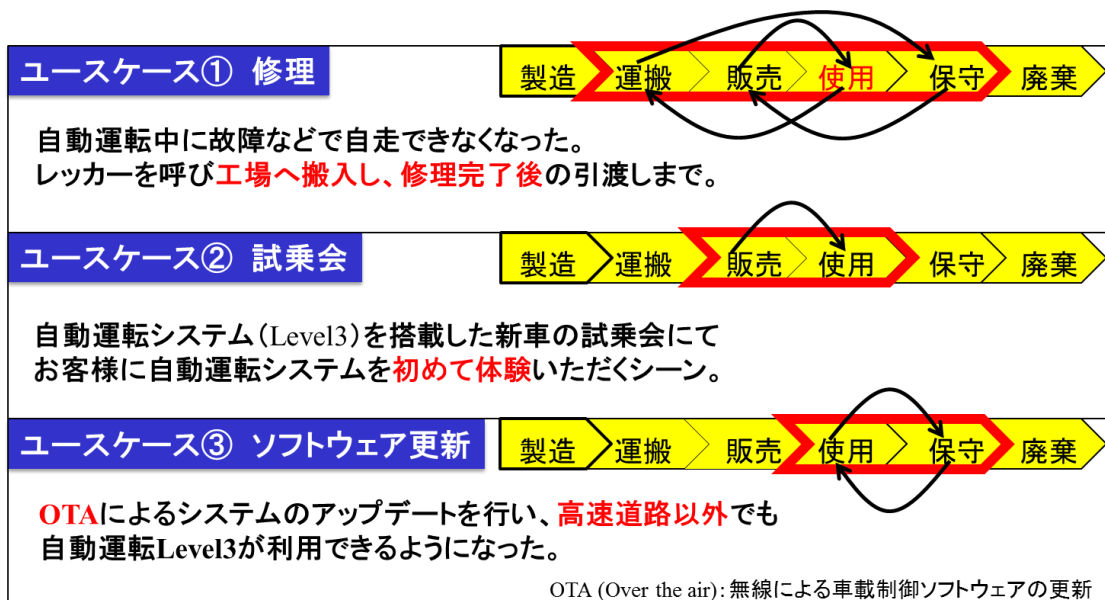 ユースケース① 修理
製造 運搬 販売 使用 保守 廃棄
自動運転中に故障などで自走できなくなった。
レッカーを呼び工場へ搬入し、修理完了後の引渡しまで。
ユースケース② 試乗会
製造 運搬 販売 使用 保守 廃棄
自動運転システム(Level3)を搭載した新車の試乗会にて
お客様に自動運転システムを初めて体験いただくシーン。
ユースケース③ ソフトウェア更新
製造 運搬 販売 使用 保守 廃棄
OTAによるシステムのアップデートを行い、高速道路以外でも
自動運転Level3が利用できるようになった。
OTA (Over the air):無線による車載制御ソフトウェアの更新